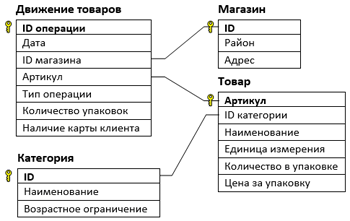 Движение товаров
ID операции
Дата
ID магазина
Артикул
Тип операции
Количество упаковок
Наличие карты клиента
Магазин
ID
Район
Адрес
Товар
Артикул
ID категории
Наименование
Единица измерения
Количество в упаковке
Цена за упаковку
Категория
ID
Наименование
Возрастное ограничение